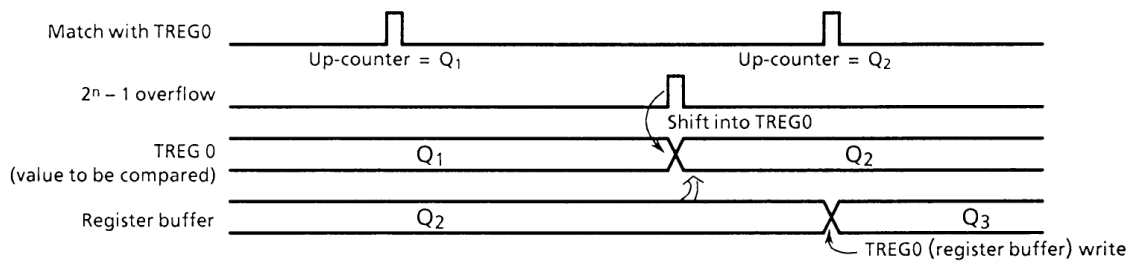 Match with TREG0
Up-counter = Q₁
Up-counter = Q₂
2ⁿ – 1 overflow
Shift into TREG0
TREG 0
(value to be compared)
Q₁
Q₂
Register buffer
Q₂
Q₃
TREG0 (register buffer) write